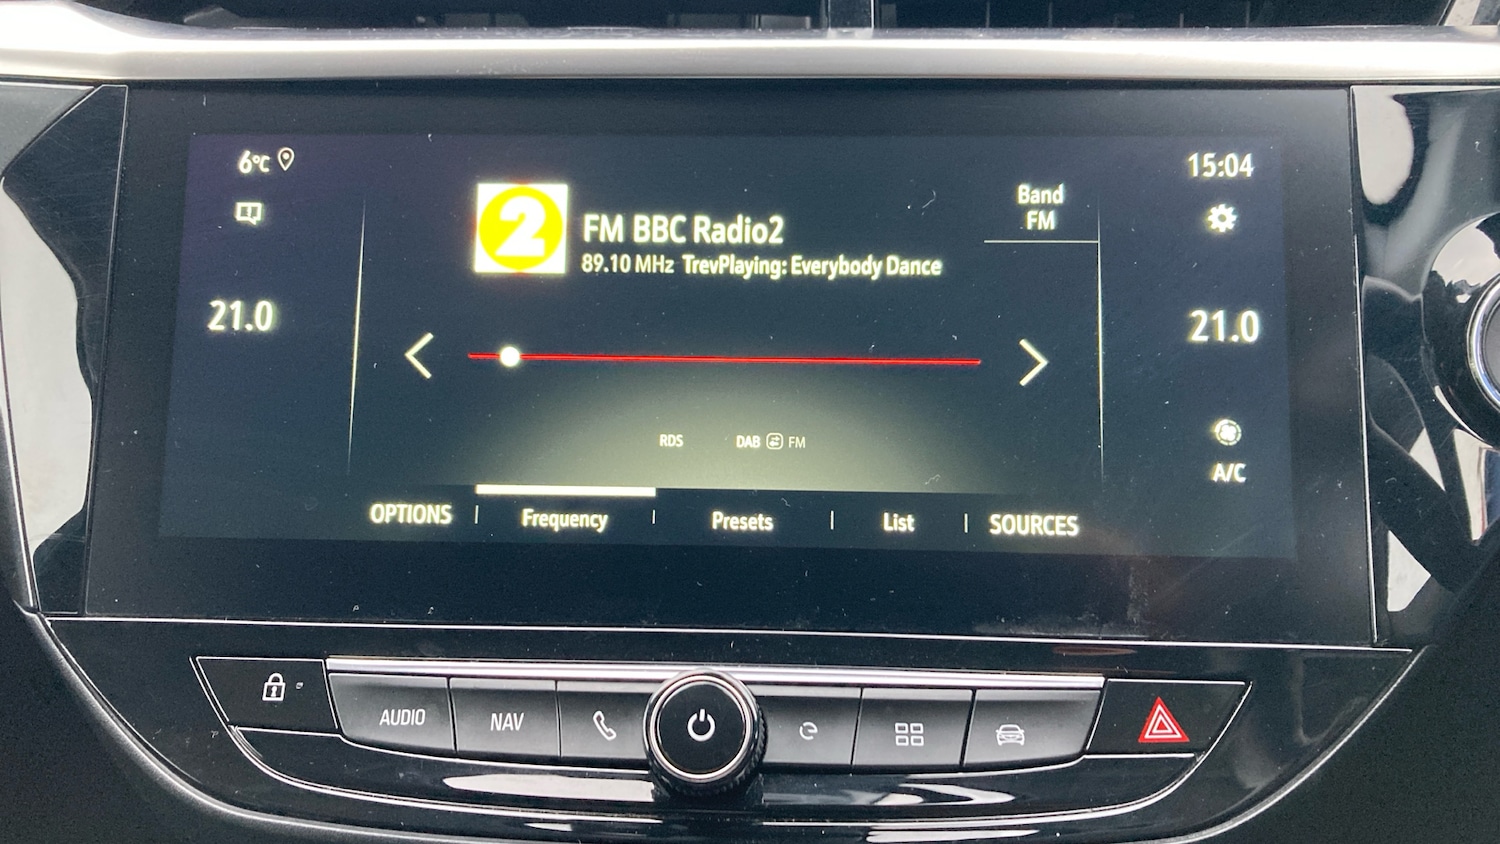 6°C
15:04
Band
FM
2
FM BBC Radio2
89.10 MHz TrevPlaying: Everybody Dance
21.0
21.0
RDS
DAB FM
A/C
OPTIONS Frequency Presets List SOURCES
AUDIO
NAV